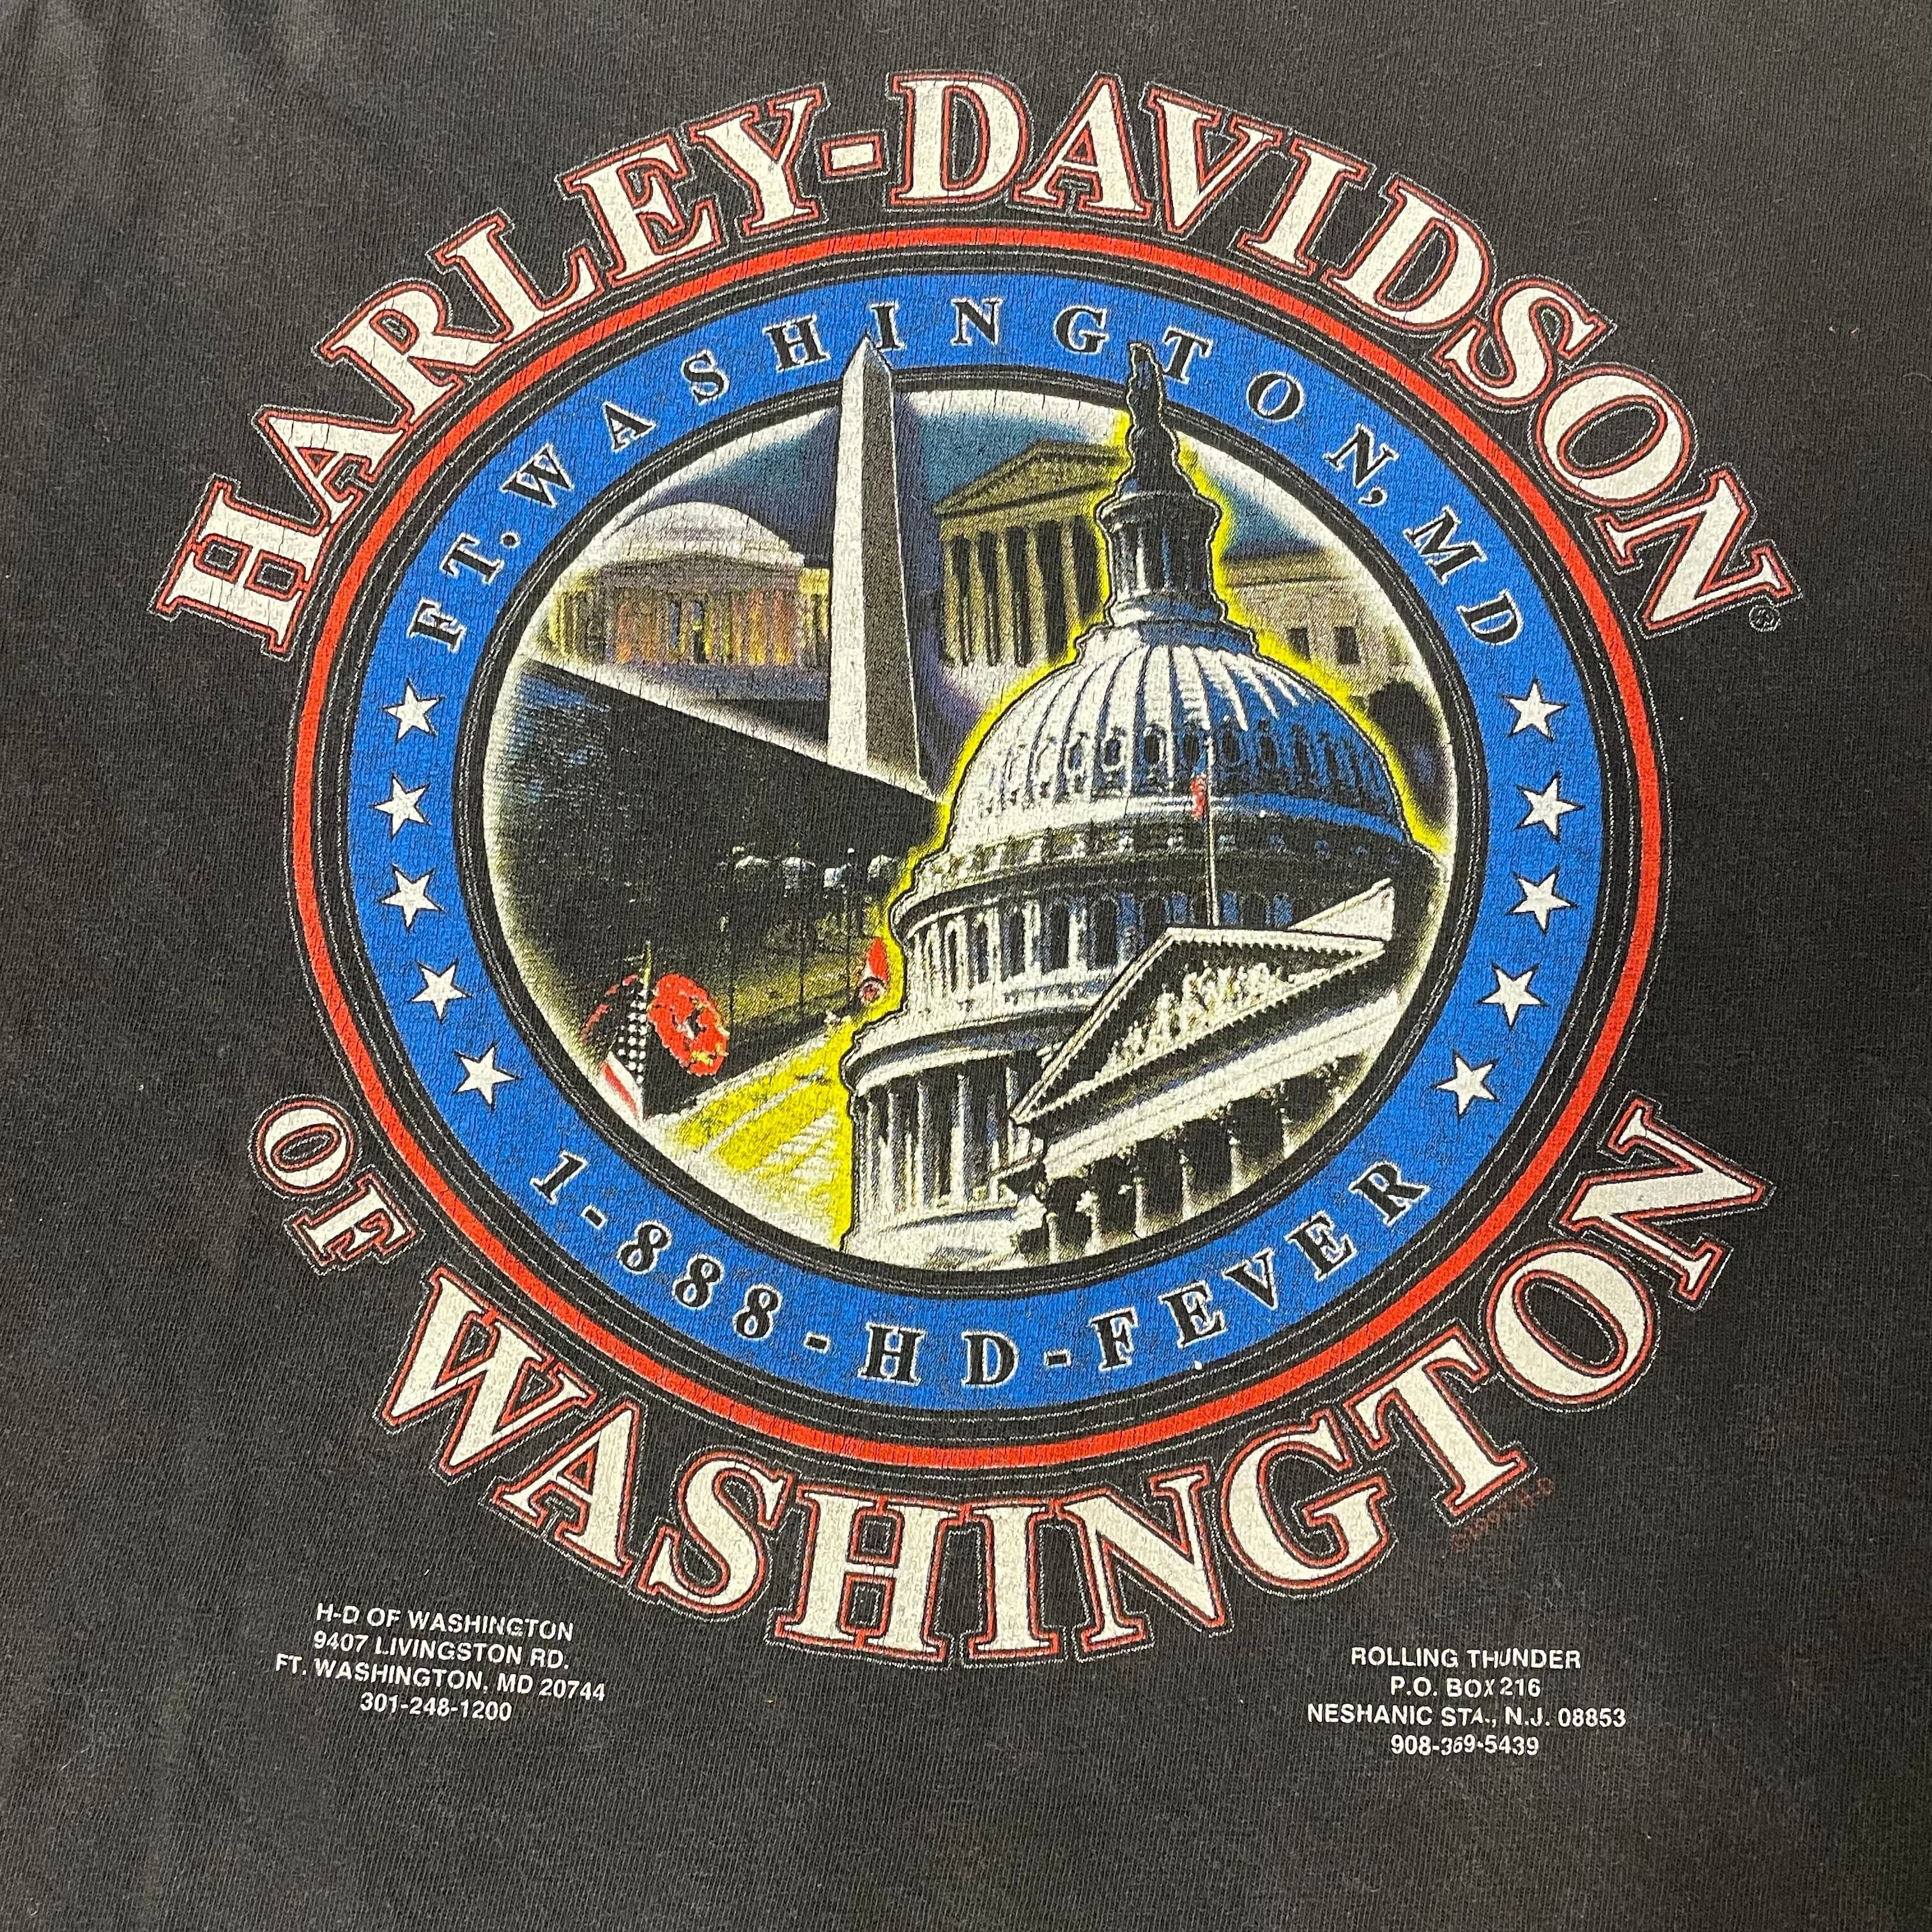 HARLEY-DAVIDSON®
FT. WASHINGTON, MD
1-888-HD-FEVER
OF WASHINGTON
H-D OF WASHINGTON
9407 LIVINGSTON RD.
FT. WASHINGTON, MD 20744
301-248-1200
ROLLING THUNDER
P.O. BOX 216
NESHANIC STA., N.J. 08853
908-369-5439